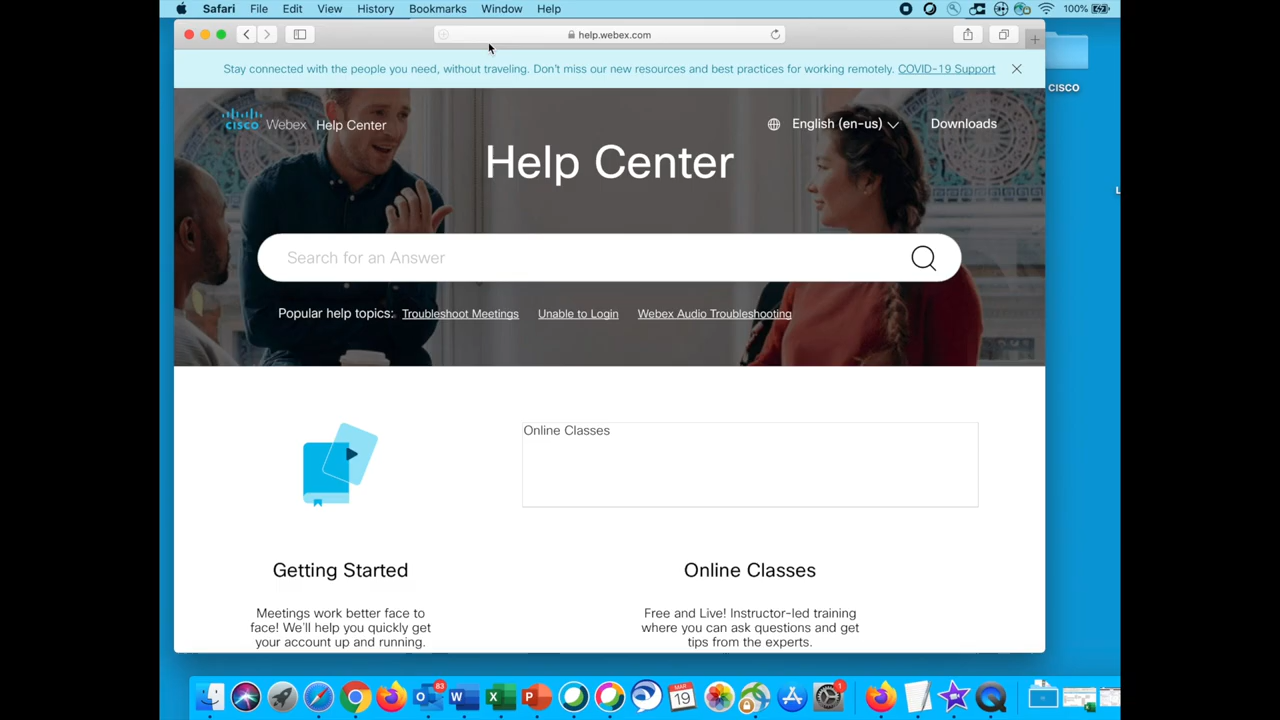 Safari File Edit View History Bookmarks Window Help 100%
help.webex.com
Stay connected with the people you need, without traveling. Don't miss our new resources and best practices for working remotely. COVID-19 Support
CISCO
cisco Webex Help Center
English (en-us) Downloads
Help Center
L
Search for an Answer
Popular help topics: Troubleshoot Meetings Unable to Login Webex Audio Troubleshooting
Online Classes
Getting Started
Online Classes
Meetings work better face to
face! We'll help you quickly get
your account up and running.
Free and Live! Instructor-led training
where you can ask questions and get
tips from the experts.
83
MAR
19
1